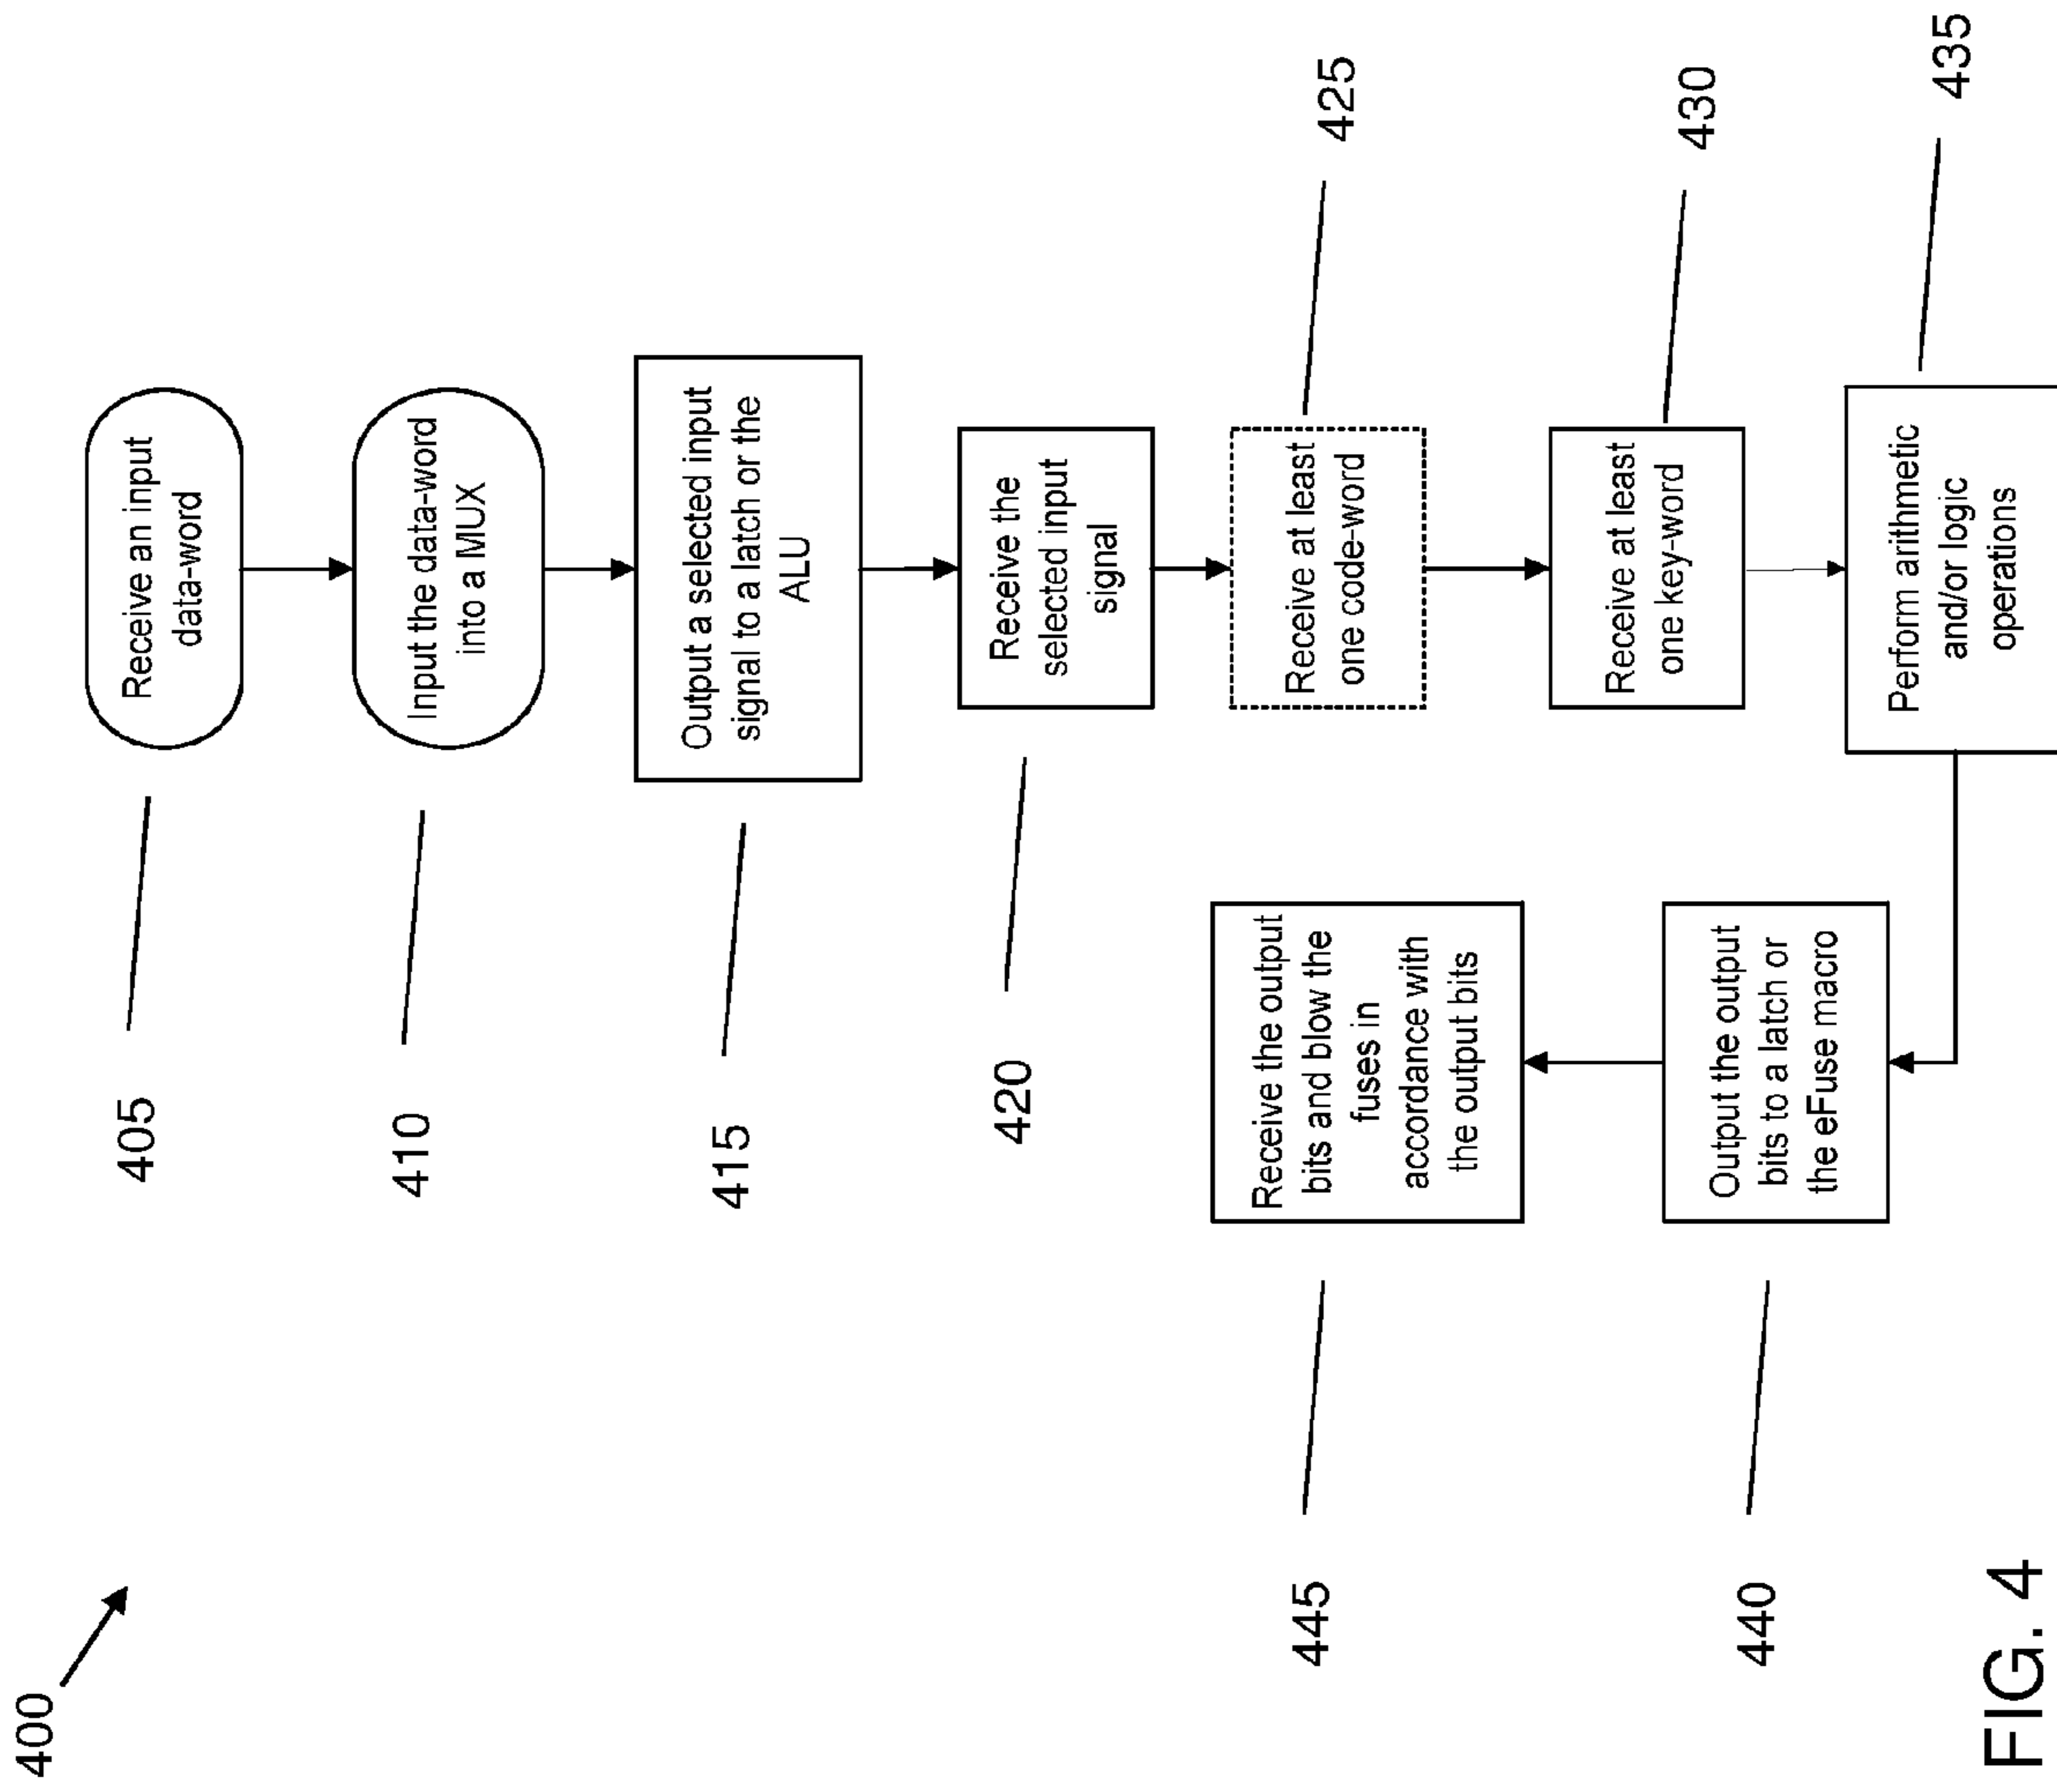 400
405
Receive an input
data-word
410
Input the data-word
into a MUX
415
Output a selected input
signal to a latch or the
ALU
420
Receive the
selected input
signal
425
Receive at least
one code-word
430
Receive at least
one key-word
435
Perform arithmetic
and/or logic
operations
440
Output the output
bits to a latch or
the eFuse macro
445
Receive the output
bits and blow the
fuses in
accordance with
the output bits
FIG. 4